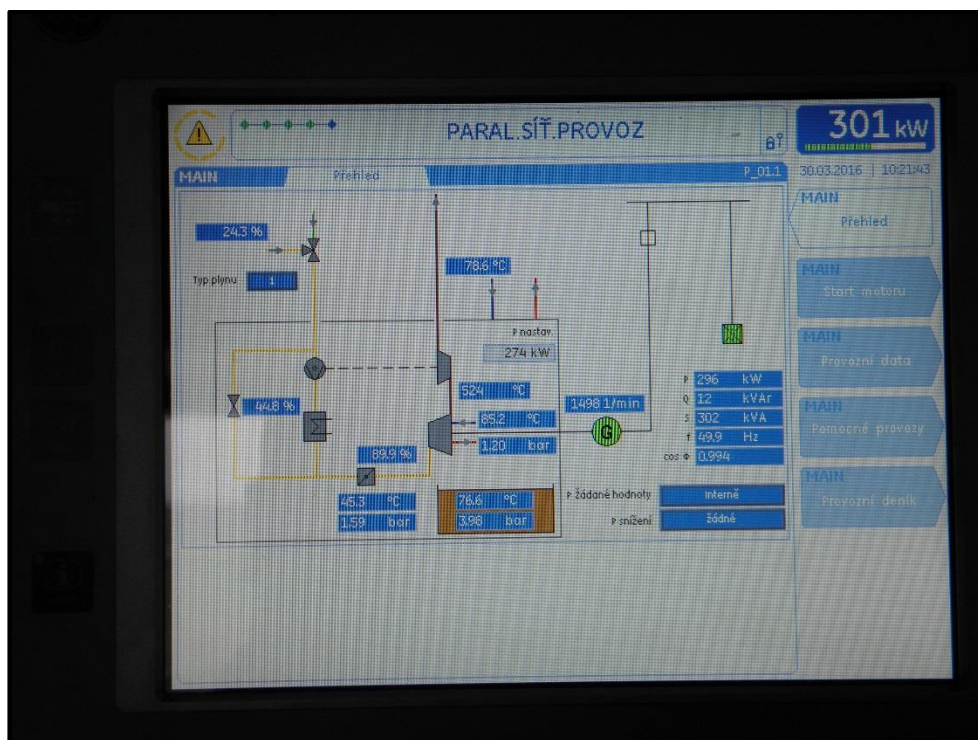 PARAL.SÍŤ.PROVOZ
301 kW
MAIN
Přehled
P_01.1
30.03.2016 | 10:21:43
MAIN
Přehled
24.3 %
Typ plynu
1
78.6 °C
MAIN
Start motoru
P nastav.
274 kW
MAIN
Provozní data
524 °C
44.8 %
85.2 °C
1498 1/min
G
1.20 bar
P 296 kW
Q 12 kVAr
S 302 kVA
f 49.9 Hz
cos Φ 0.994
MAIN
Pomocné provozy
89.9 %
45.3 °C
1.59 bar
76.6 °C
3.98 bar
P žádané hodnoty
Interně
P snížení
žádné
MAIN
Provozní deník